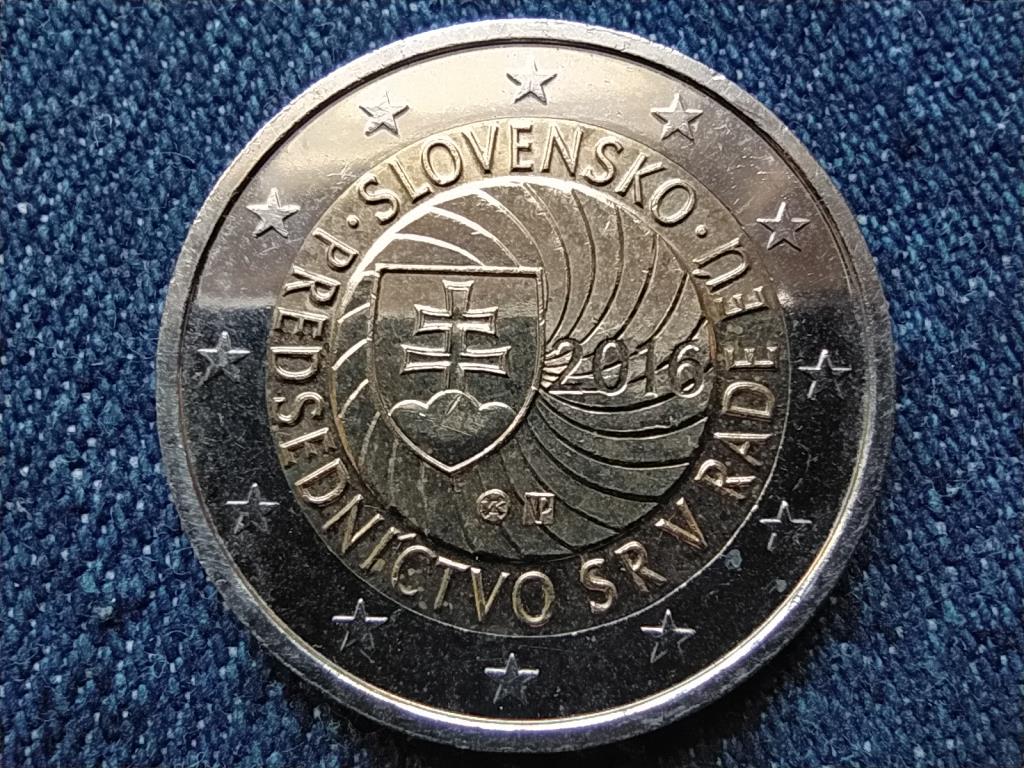 · SLOVENSKO ·
PREDSEDNÍCTVO SR V RADE EÚ
2016